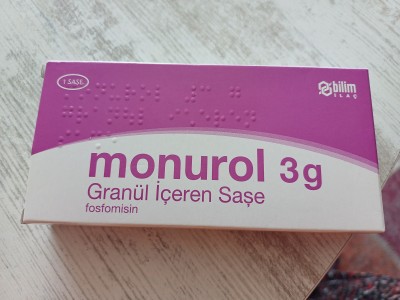 1 SAŞE
bilim
İLAÇ
monurol 3g
Granül İçeren Saşe
fosfomisin